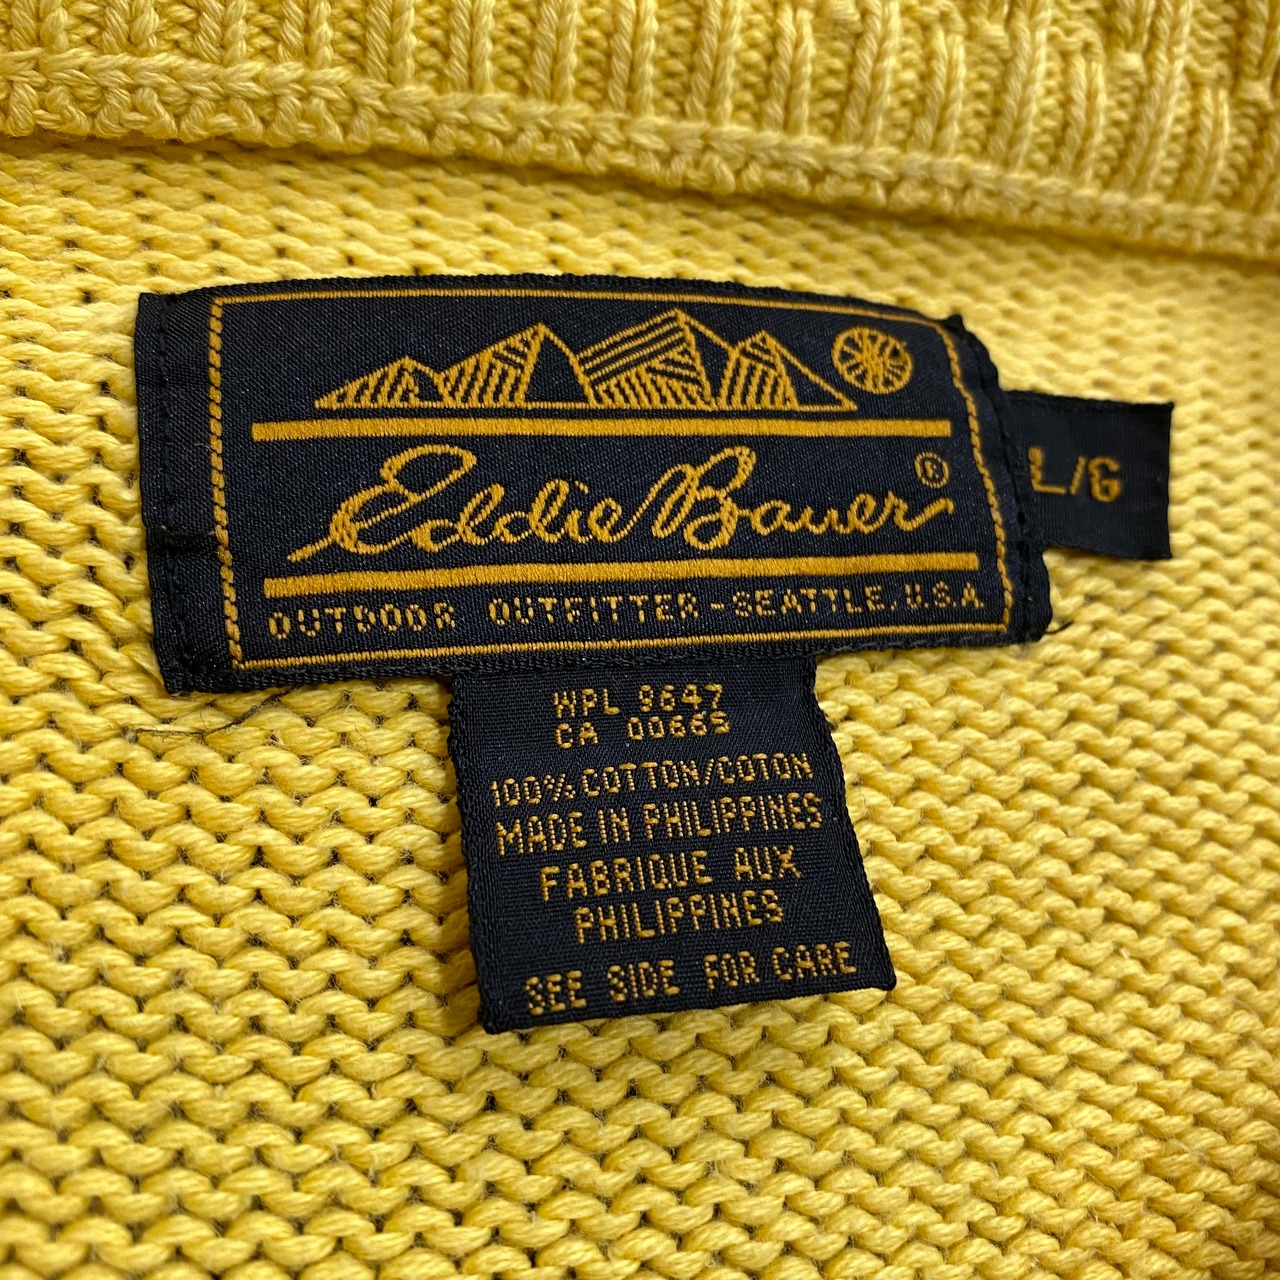 Eddie Bauer ®
OUTDOOR OUTFITTER - SEATTLE, U.S.A.
L/G
WPL 9647
CA 00665
100% COTTON/COTON
MADE IN PHILIPPINES
FABRIQUE AUX
PHILIPPINES
SEE SIDE FOR CARE